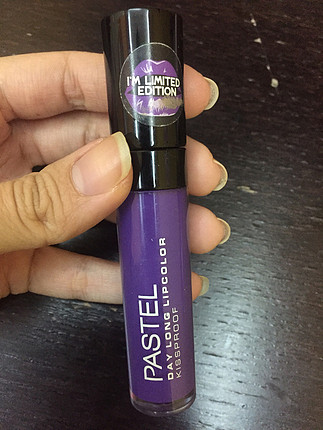 I'M LIMITED
EDITION
PASTEL
DAY LONG LIPCOLOR
KISSPROOF